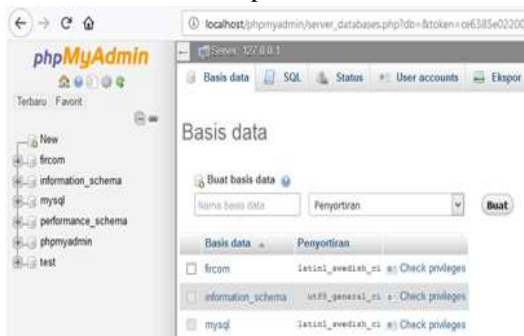 localhost/phpmyadmin/server_databases.php?db=&token=ce6385e02200
phpMyAdmin
Terbaru Favorit
New
fircom
information_schema
mysql
performance_schema
phpmyadmin
test
Server: 127.0.0.1
Basis data SQL Status User accounts Ekspor
Basis data
Buat basis data
Nama basis data Penyortiran Buat
Basis data Penyortiran
fircom latin1_swedish_ci Check privileges
information_schema utf8_general_ci Check privileges
mysql latin1_swedish_ci Check privileges